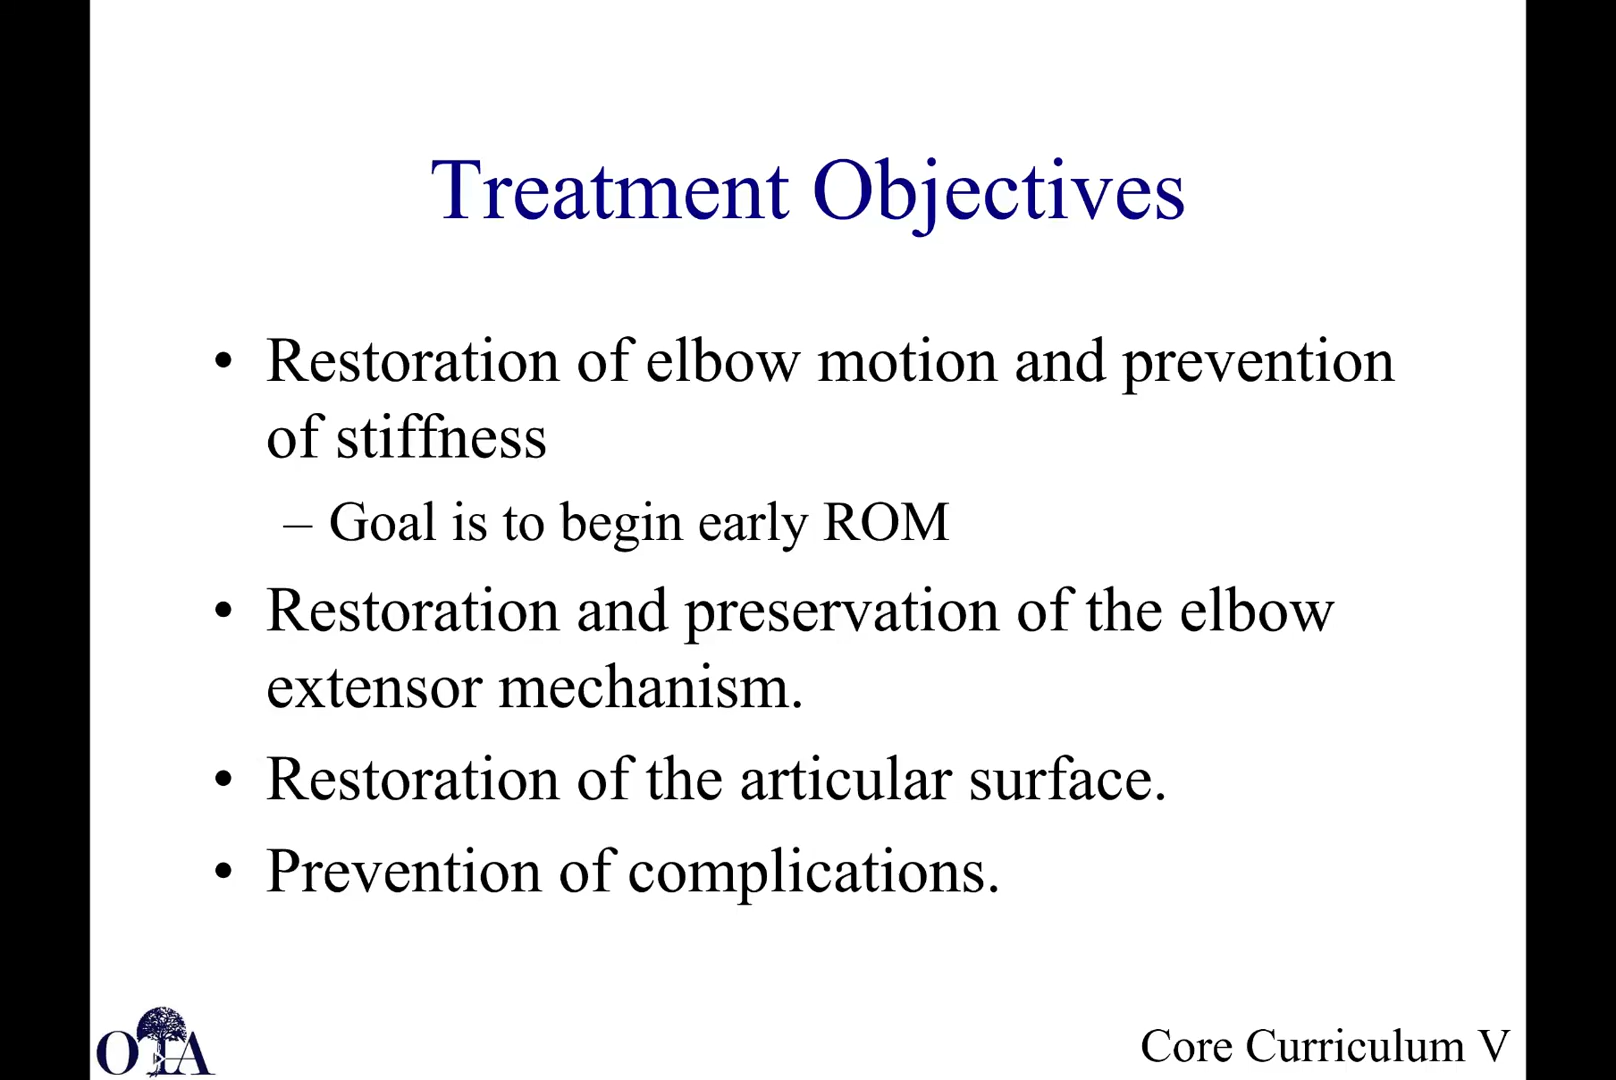 Treatment Objectives
• Restoration of elbow motion and prevention
of stiffness
– Goal is to begin early ROM
• Restoration and preservation of the elbow
extensor mechanism.
• Restoration of the articular surface.
• Prevention of complications.
OTA
Core Curriculum V